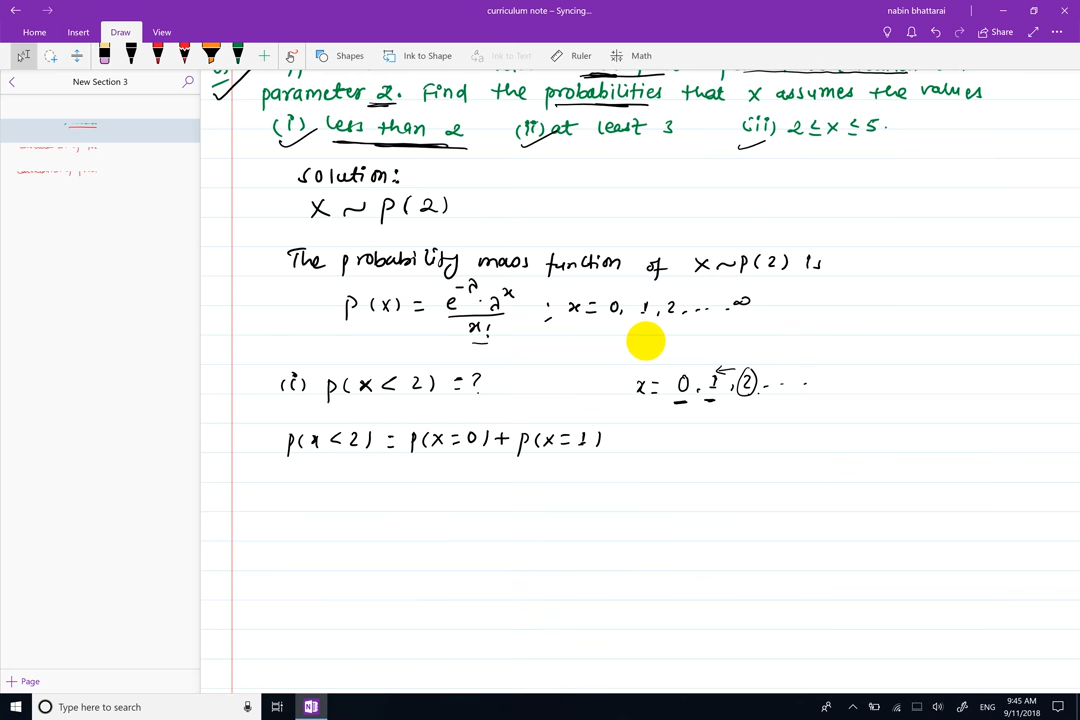 curriculum note – Syncing...
nabin bhattarai
Home
Insert
Draw
View
Share
Shapes
Ink to Shape
Ink to Text
Ruler
Math
New Section 3
parameter 2. Find the probabilities that x assumes the values
(i) less than 2 (ii) at least 3 (iii) 2 ≤ x ≤ 5.
solution:
X ~ P(2)
The probability mass function of X~P(2) is
P(x) = e^{-λ} · λ^x / x! ; x = 0, 1, 2, .... ∞
(i) P(x < 2) = ? x = 0, 1, 2, ....
P(x < 2) = P(x = 0) + P(x = 1)
+ Page
Type here to search
ENG
9:45 AM
9/11/2018